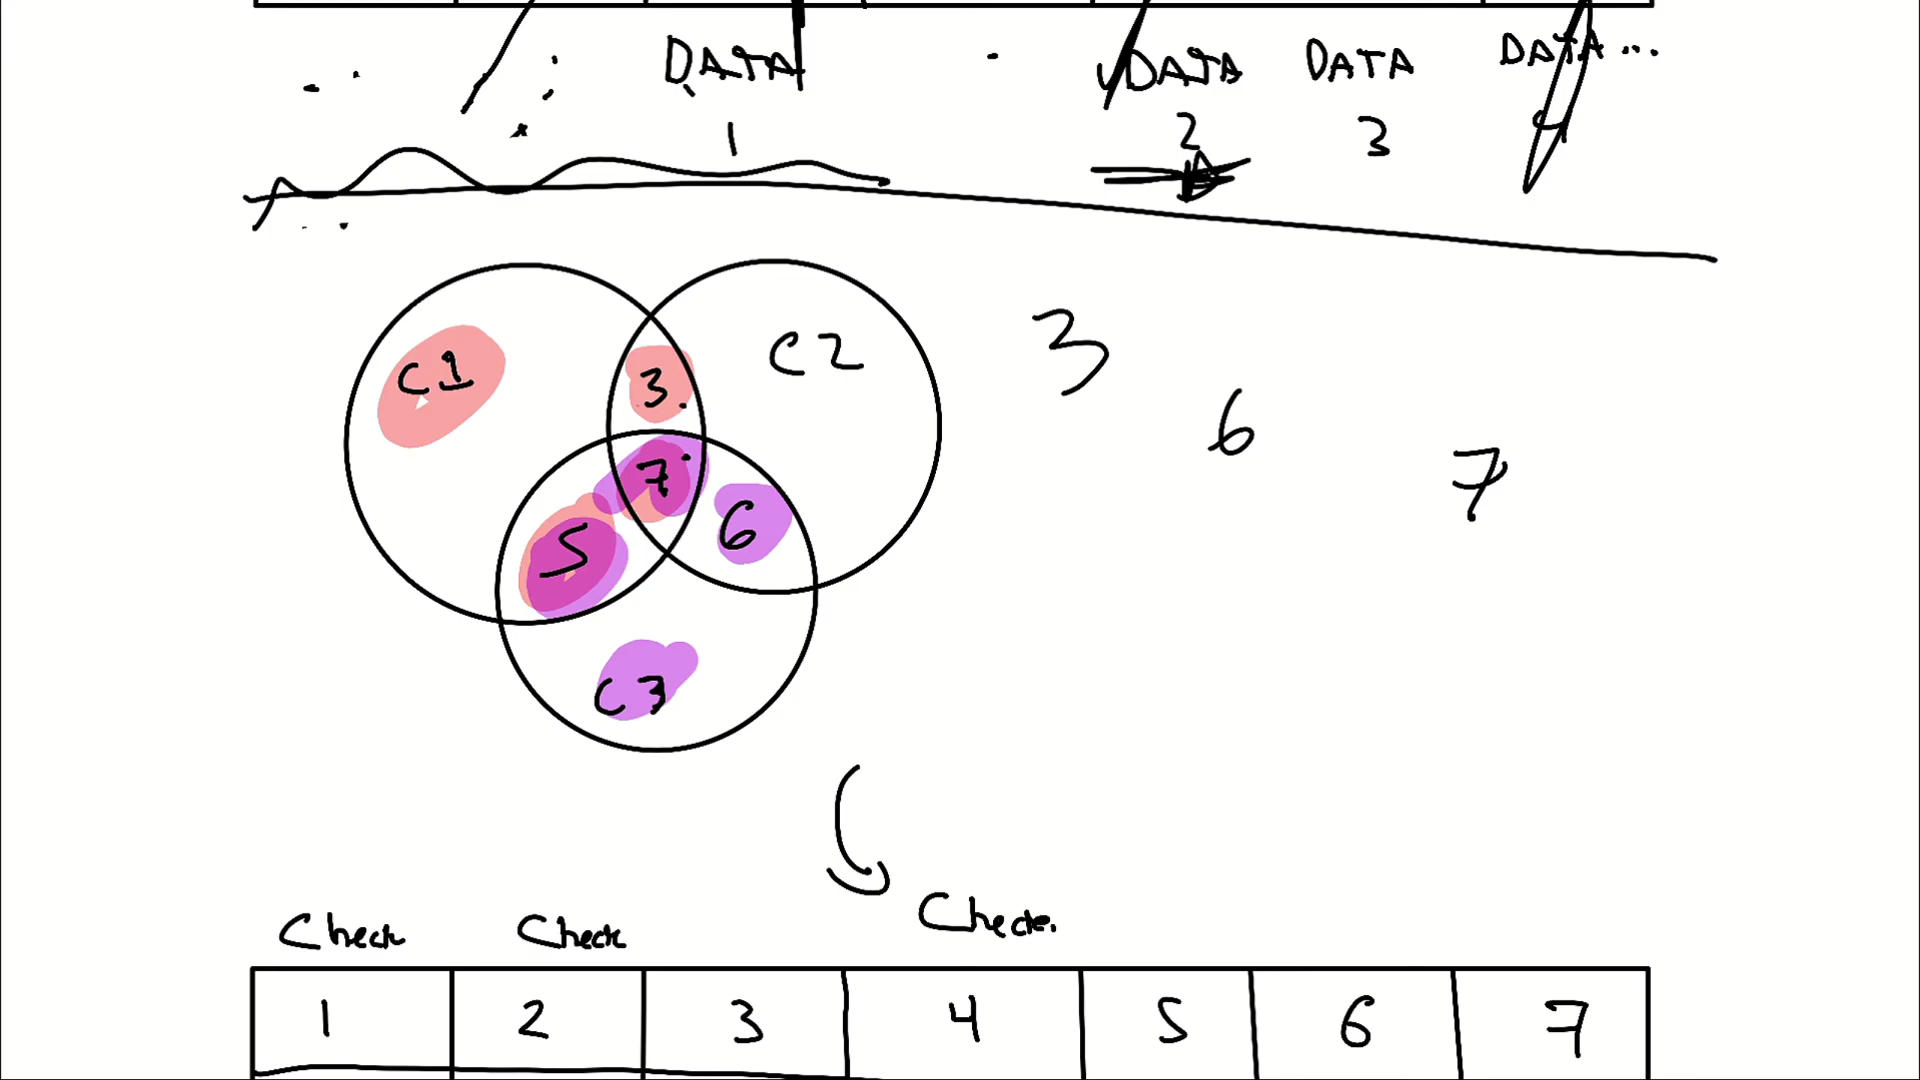 DATA DATA DATA DATA...
1 2 3 4
C1 3. C2 3
6
7 7
5 6
C3
Check Check Check.
1 2 3 4 5 6 7